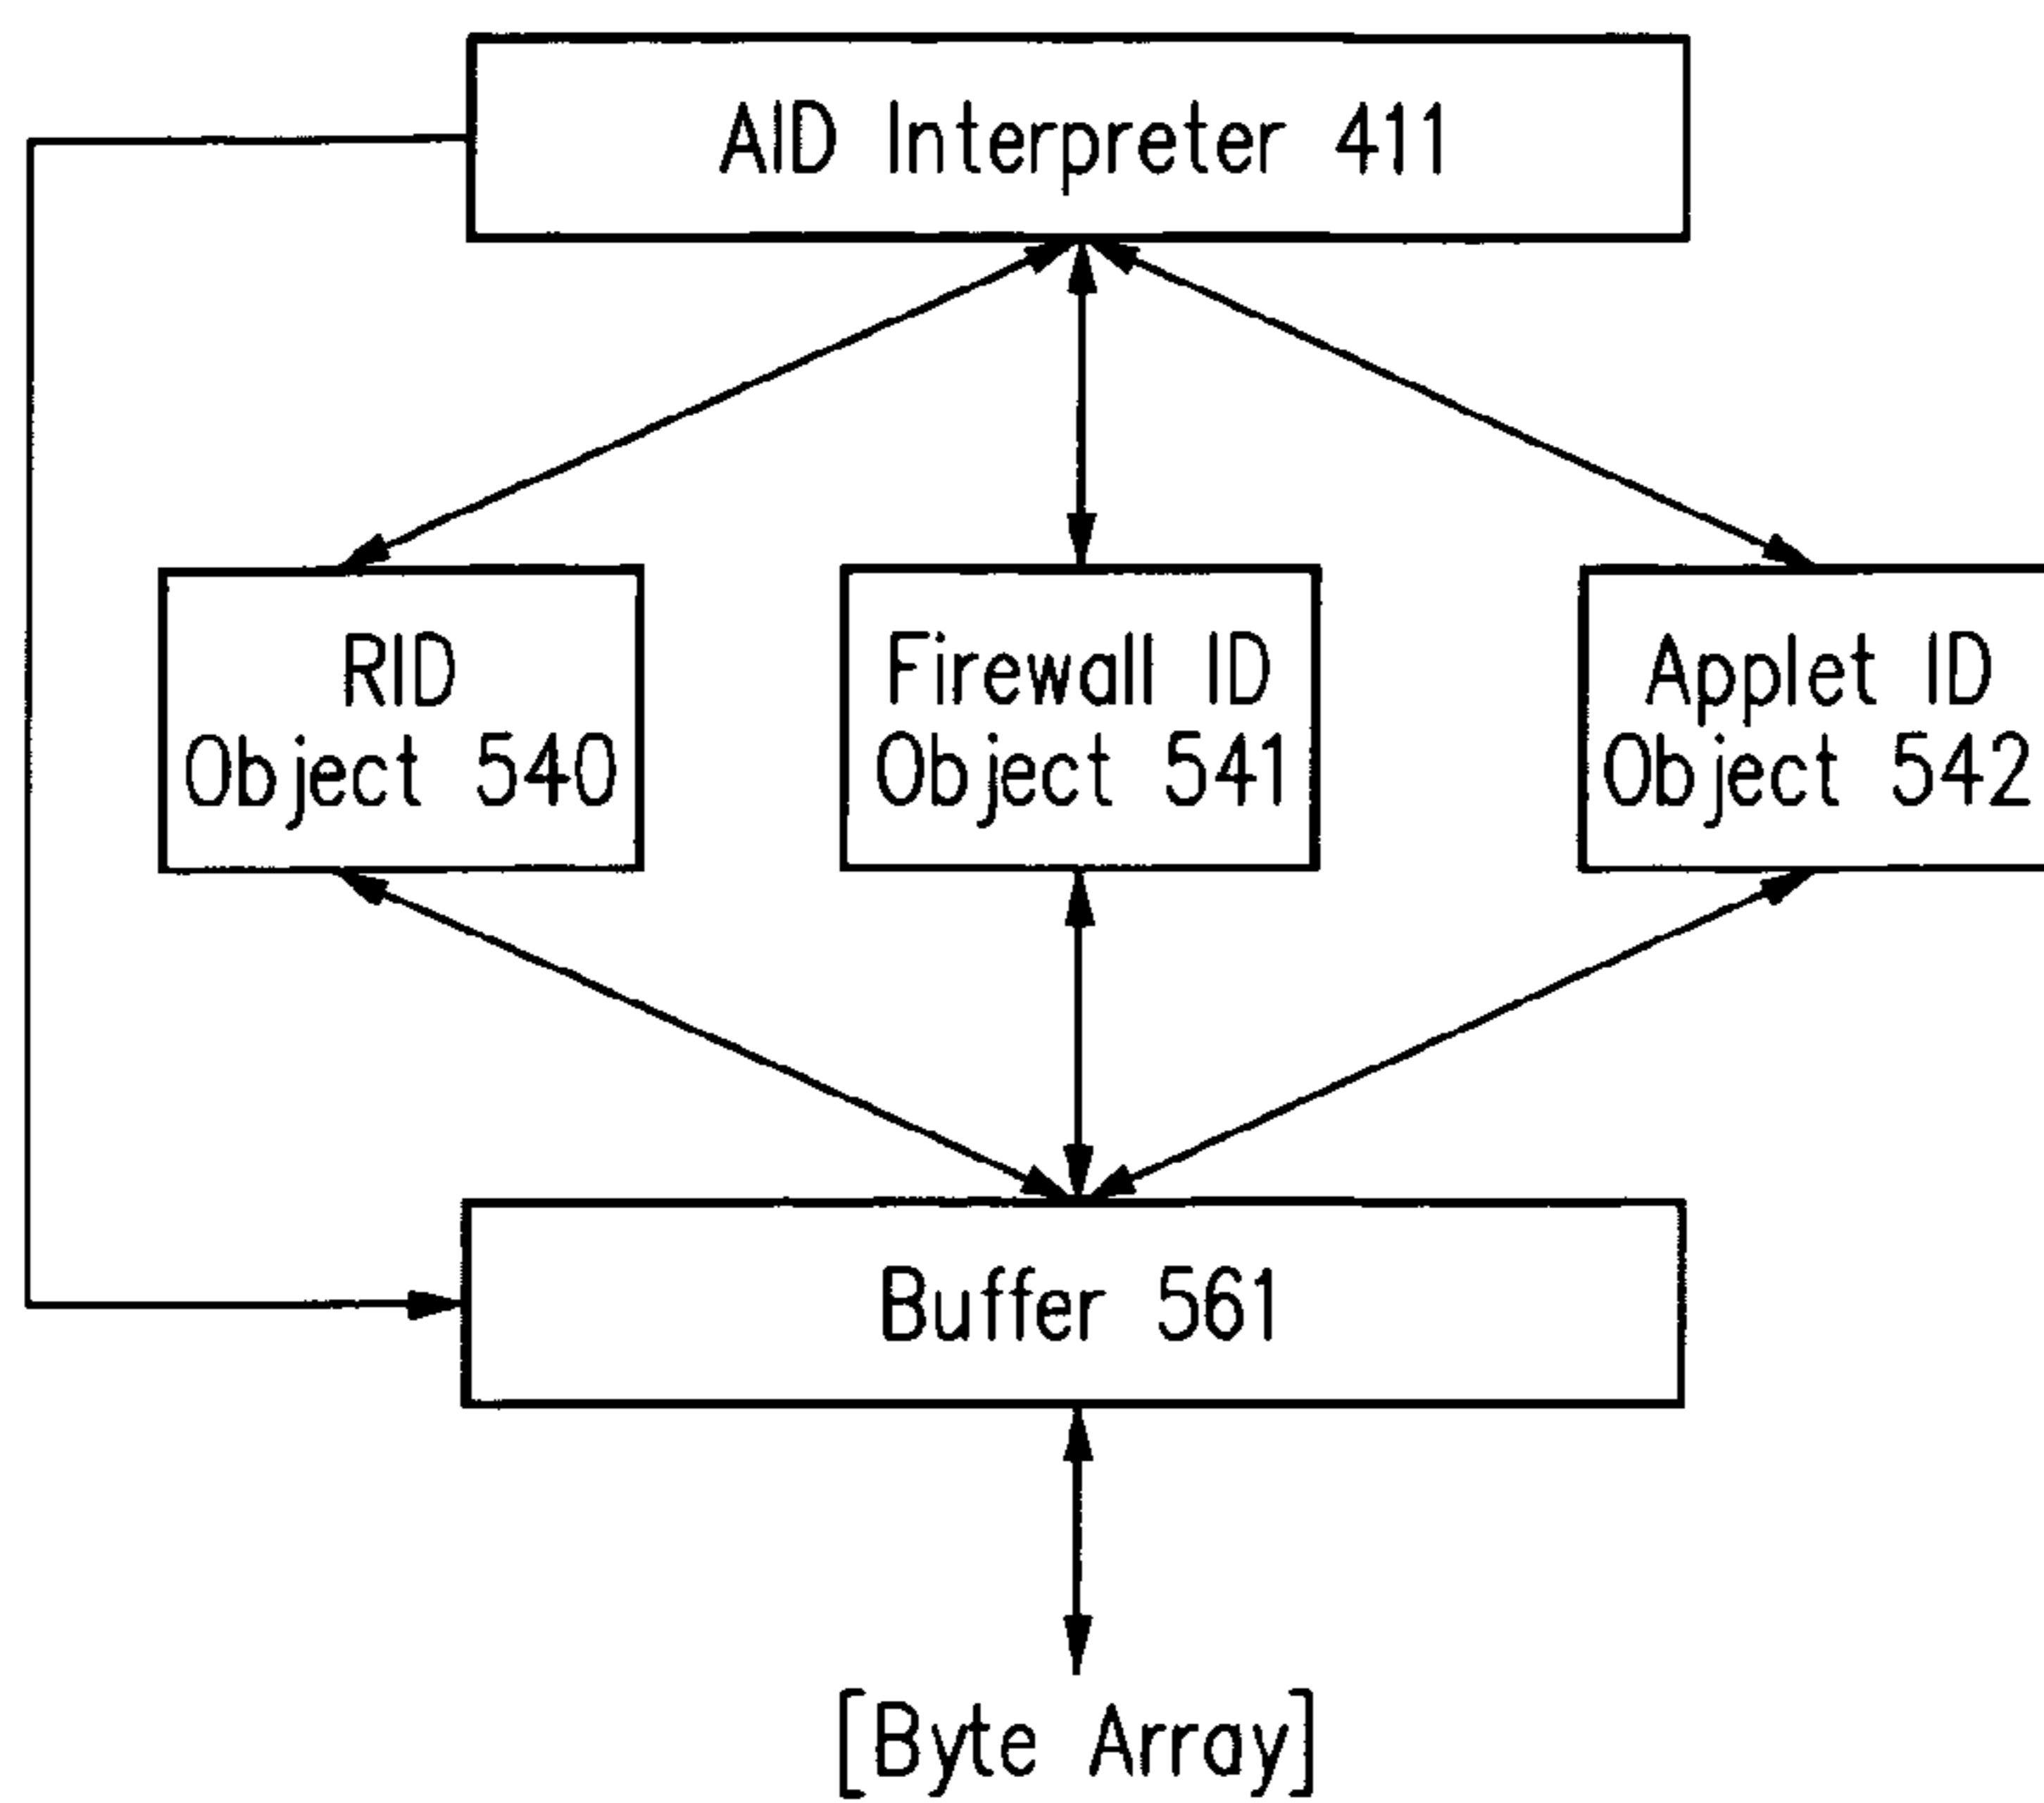 AID Interpreter 411
RID
Object 540
Firewall ID
Object 541
Applet ID
Object 542
Buffer 561
[Byte Array]